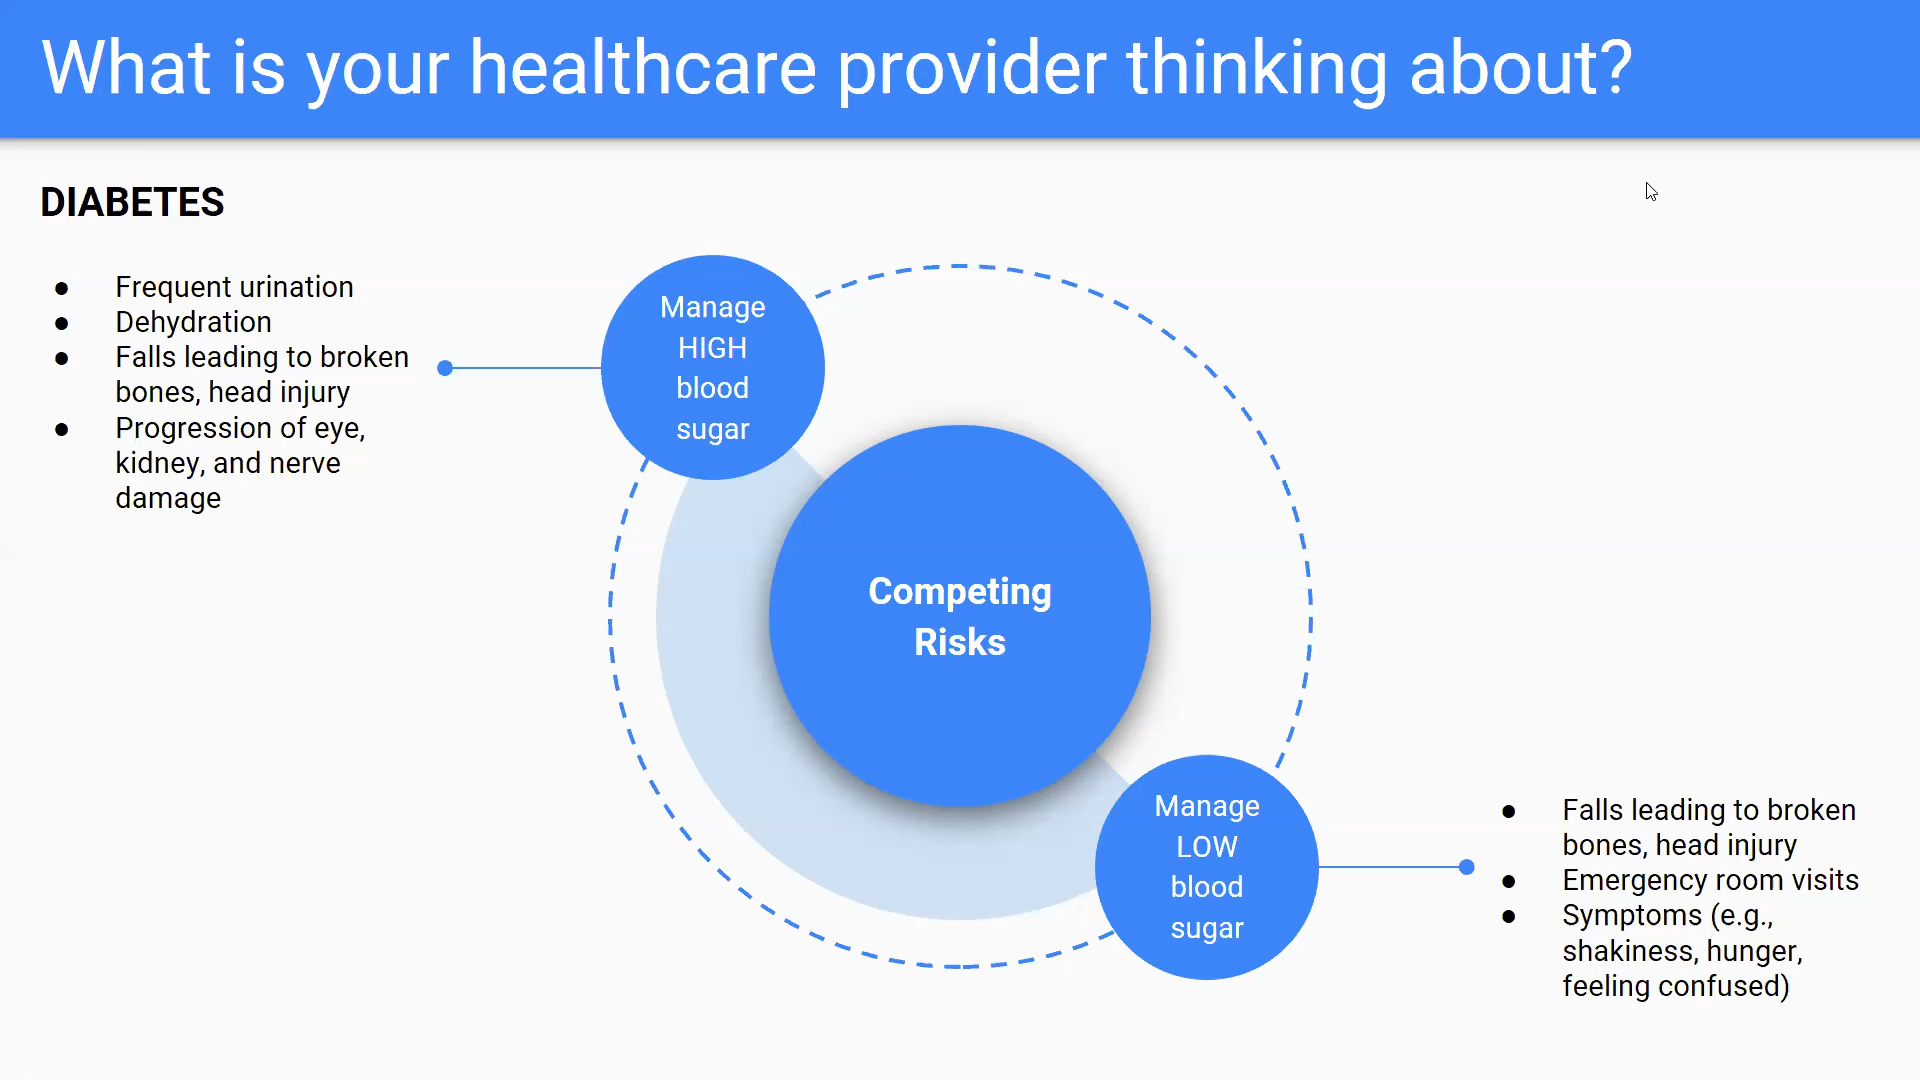 What is your healthcare provider thinking about?
DIABETES
● Frequent urination
● Dehydration
● Falls leading to broken
bones, head injury
● Progression of eye,
kidney, and nerve
damage
Manage
HIGH
blood
sugar
Competing
Risks
Manage
LOW
blood
sugar
● Falls leading to broken
bones, head injury
● Emergency room visits
● Symptoms (e.g.,
shakiness, hunger,
feeling confused)